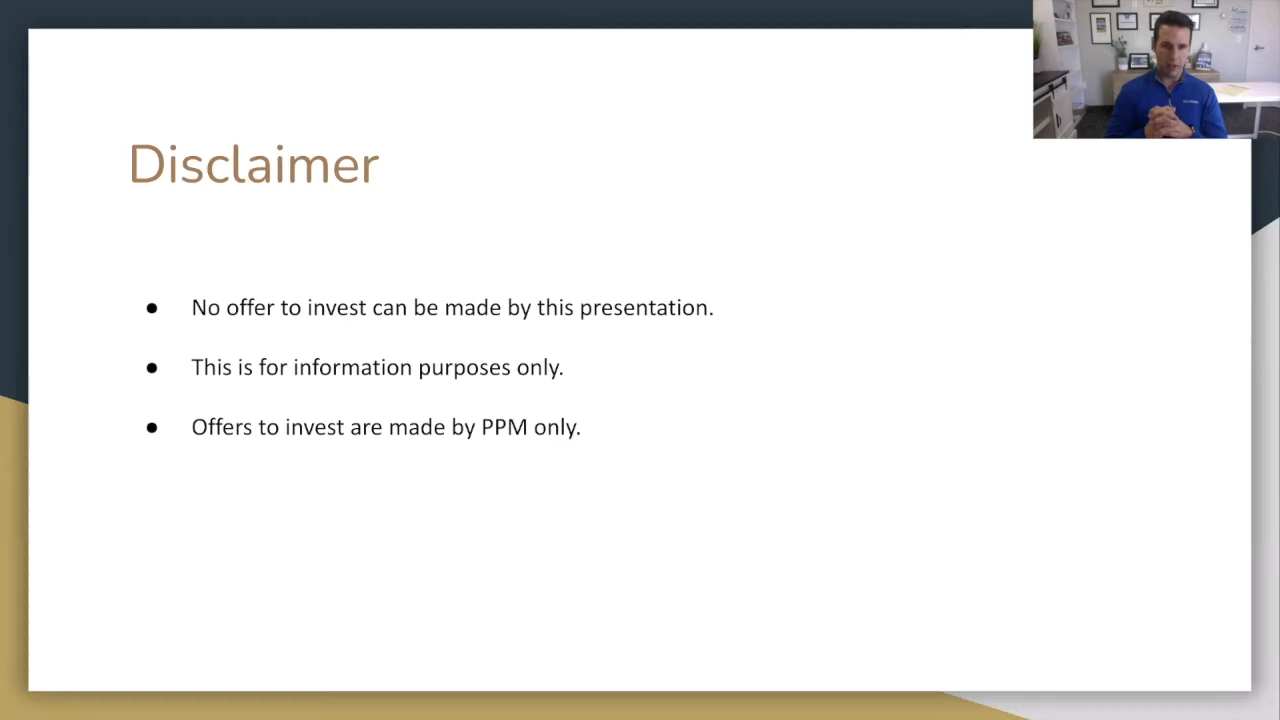 Disclaimer
● No offer to invest can be made by this presentation.
● This is for information purposes only.
● Offers to invest are made by PPM only.